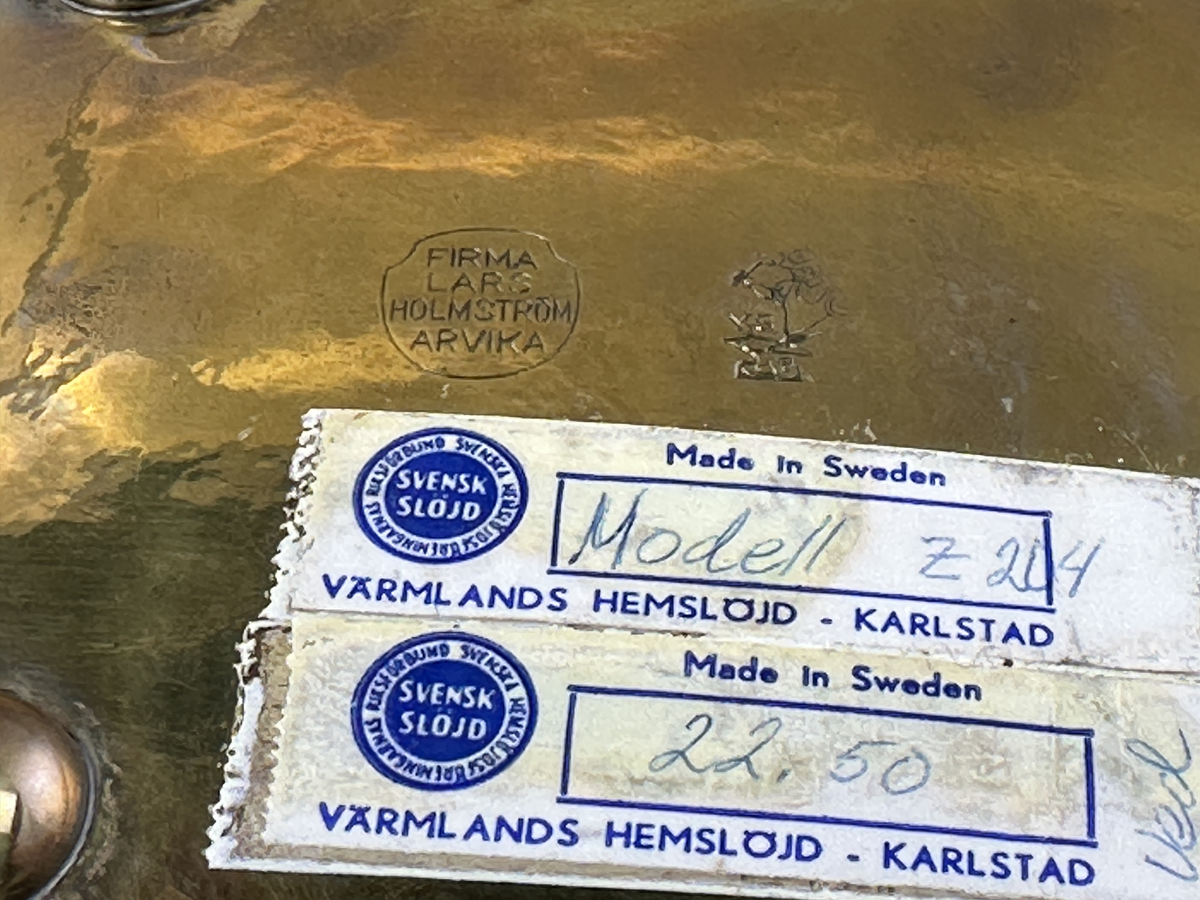 FIRMA
LARS
HOLMSTRÖM
ARVIKA
Made in Sweden
SVENSK
SLÖJD
Modell Z 204
VÄRMLANDS HEMSLÖJD - KARLSTAD
Made in Sweden
SVENSK
SLÖJD
22.50
VÄRMLANDS HEMSLÖJD - KARLSTAD
Ved